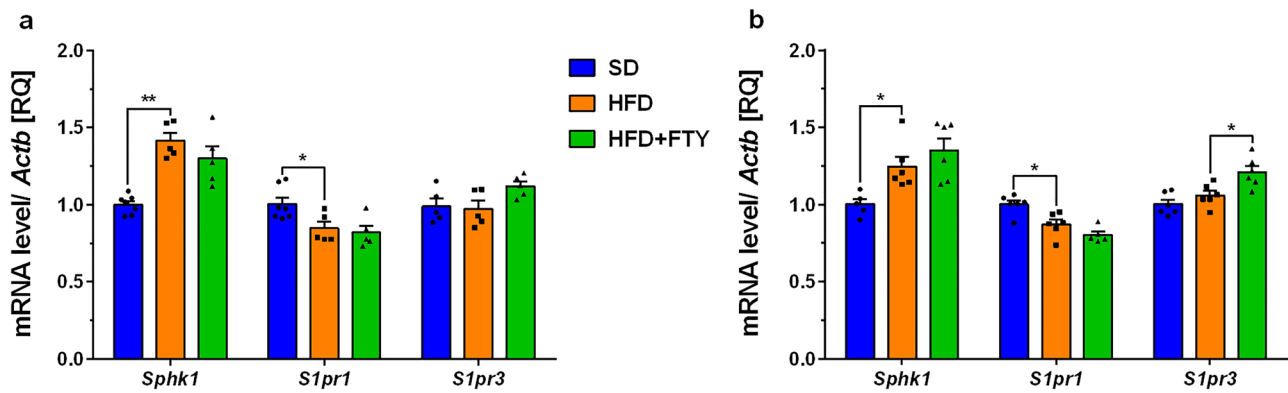 a
mRNA level/ Actb [RQ]
2.0
1.5
1.0
0.5
0.0
**
*
Sphk1
S1pr1
S1pr3
SD
HFD
HFD+FTY
b
mRNA level/ Actb [RQ]
2.0
1.5
1.0
0.5
0.0
*
*
*
Sphk1
S1pr1
S1pr3